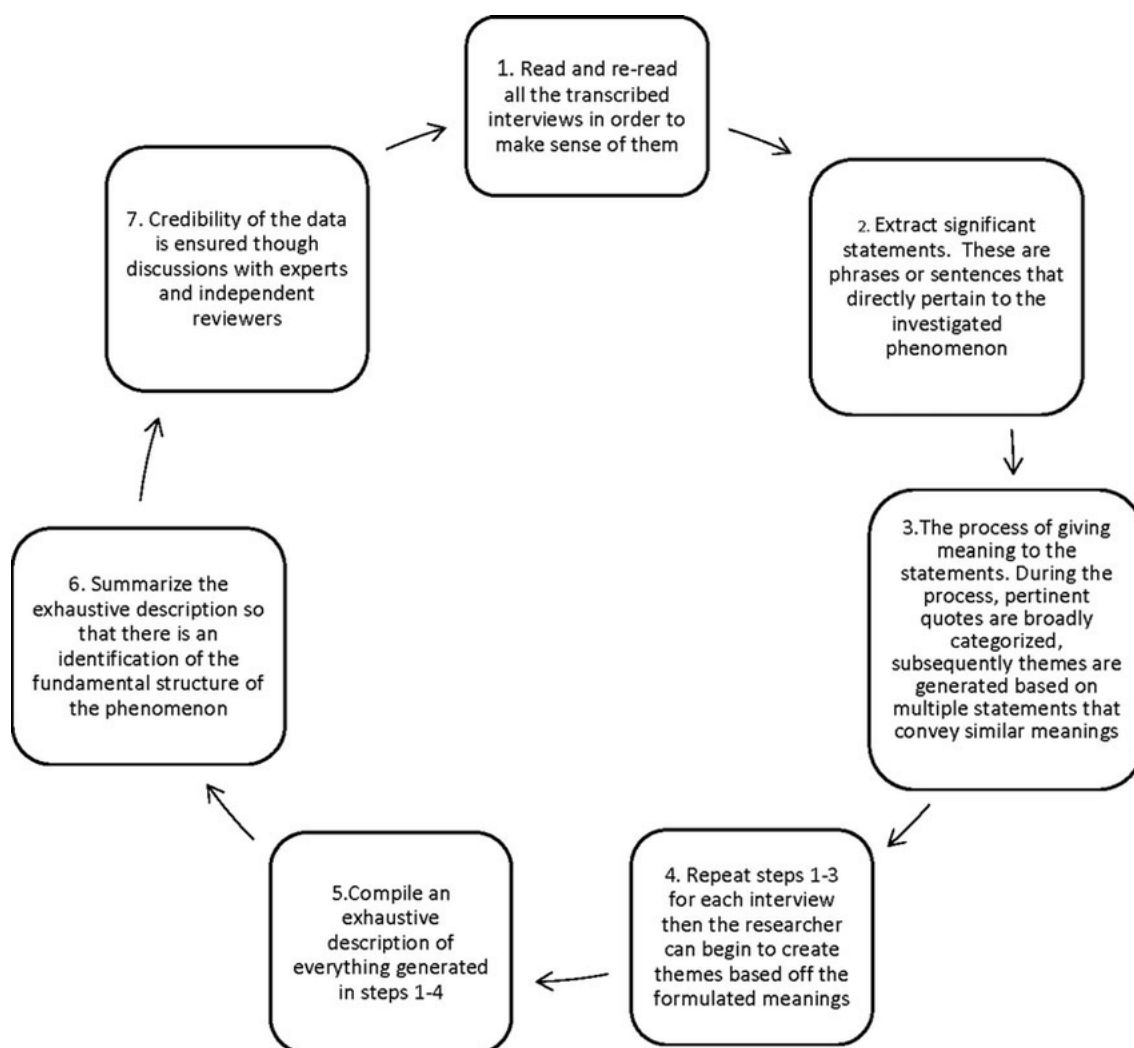 1. Read and re-read
all the transcribed
interviews in order to
make sense of them
2. Extract significant
statements. These are
phrases or sentences that
directly pertain to the
investigated
phenomenon
3.The process of giving
meaning to the
statements. During the
process, pertinent
quotes are broadly
categorized,
subsequently themes are
generated based on
multiple statements that
convey similar meanings
4. Repeat steps 1-3
for each interview
then the researcher
can begin to create
themes based off the
formulated meanings
5.Compile an
exhaustive
description of
everything generated
in steps 1-4
6. Summarize the
exhaustive description so
that there is an
identification of the
fundamental structure of
the phenomenon
7. Credibility of the data
is ensured though
discussions with experts
and independent
reviewers